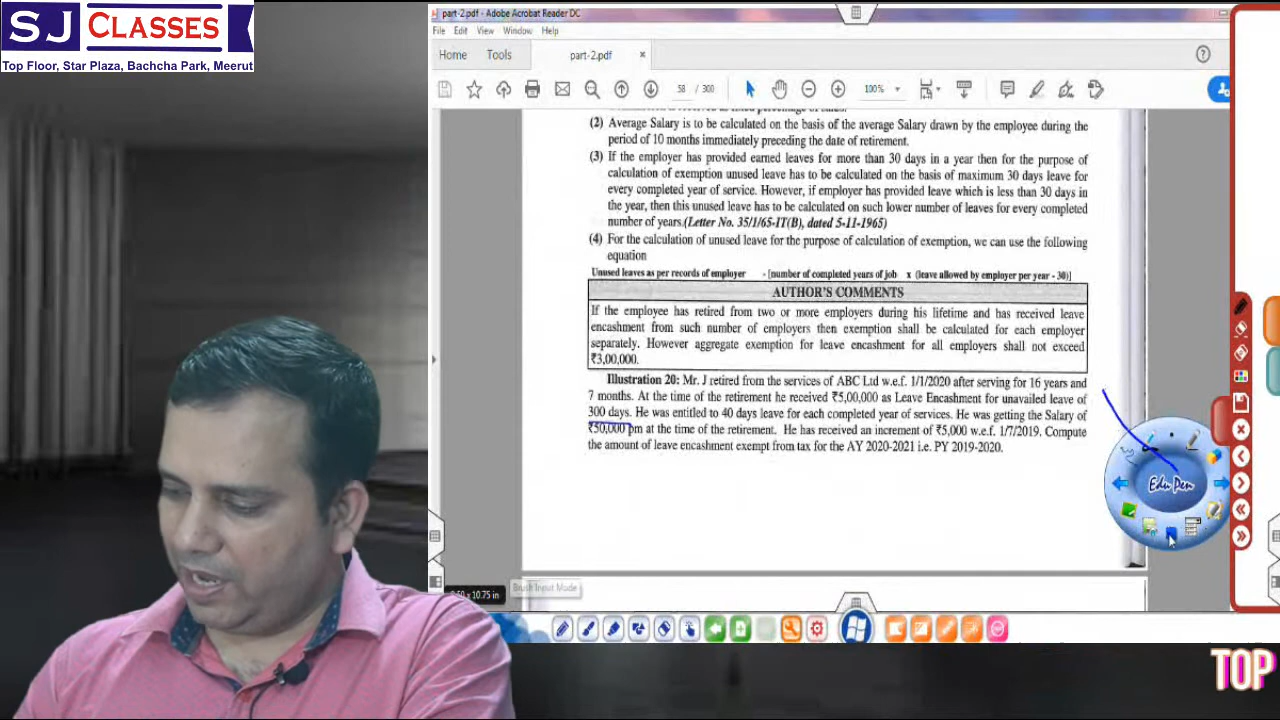 SJ CLASSES
Top Floor, Star Plaza, Bachcha Park, Meerut
part-2.pdf - Adobe Acrobat Reader DC
File Edit View Window Help
Home Tools part-2.pdf ×
58 / 300 100%
(2) Average Salary is to be calculated on the basis of the average Salary drawn by the employee during the
period of 10 months immediately preceding the date of retirement.
(3) If the employer has provided earned leaves for more than 30 days in a year then for the purpose of
calculation of exemption unused leave has to be calculated on the basis of maximum 30 days leave for
every completed year of service. However, if employer has provided leave which is less than 30 days in
the year, then this unused leave has to be calculated on such lower number of leaves for every completed
number of years.(Letter No. 35/1/65-IT(B), dated 5-11-1965)
(4) For the calculation of unused leave for the purpose of calculation of exemption, we can use the following
equation
Unused leaves as per records of employer - [number of completed years of job x (leave allowed by employer per year - 30)]
AUTHOR'S COMMENTS
If the employee has retired from two or more employers during his lifetime and has received leave
encashment from such number of employers then exemption shall be calculated for each employer
separately. However aggregate exemption for leave encashment for all employers shall not exceed
₹3,00,000.
Illustration 20: Mr. J retired from the services of ABC Ltd w.e.f. 1/1/2020 after serving for 16 years and
7 months. At the time of the retirement he received ₹5,00,000 as Leave Encashment for unavailed leave of
300 days. He was entitled to 40 days leave for each completed year of services. He was getting the Salary of
₹50,000 pm at the time of the retirement. He has received an increment of ₹5,000 w.e.f. 1/7/2019. Compute
the amount of leave encashment exempt from tax for the AY 2020-2021 i.e. PY 2019-2020.
Edu Pen
Brush Input Mode
x 10.75 in
TOP